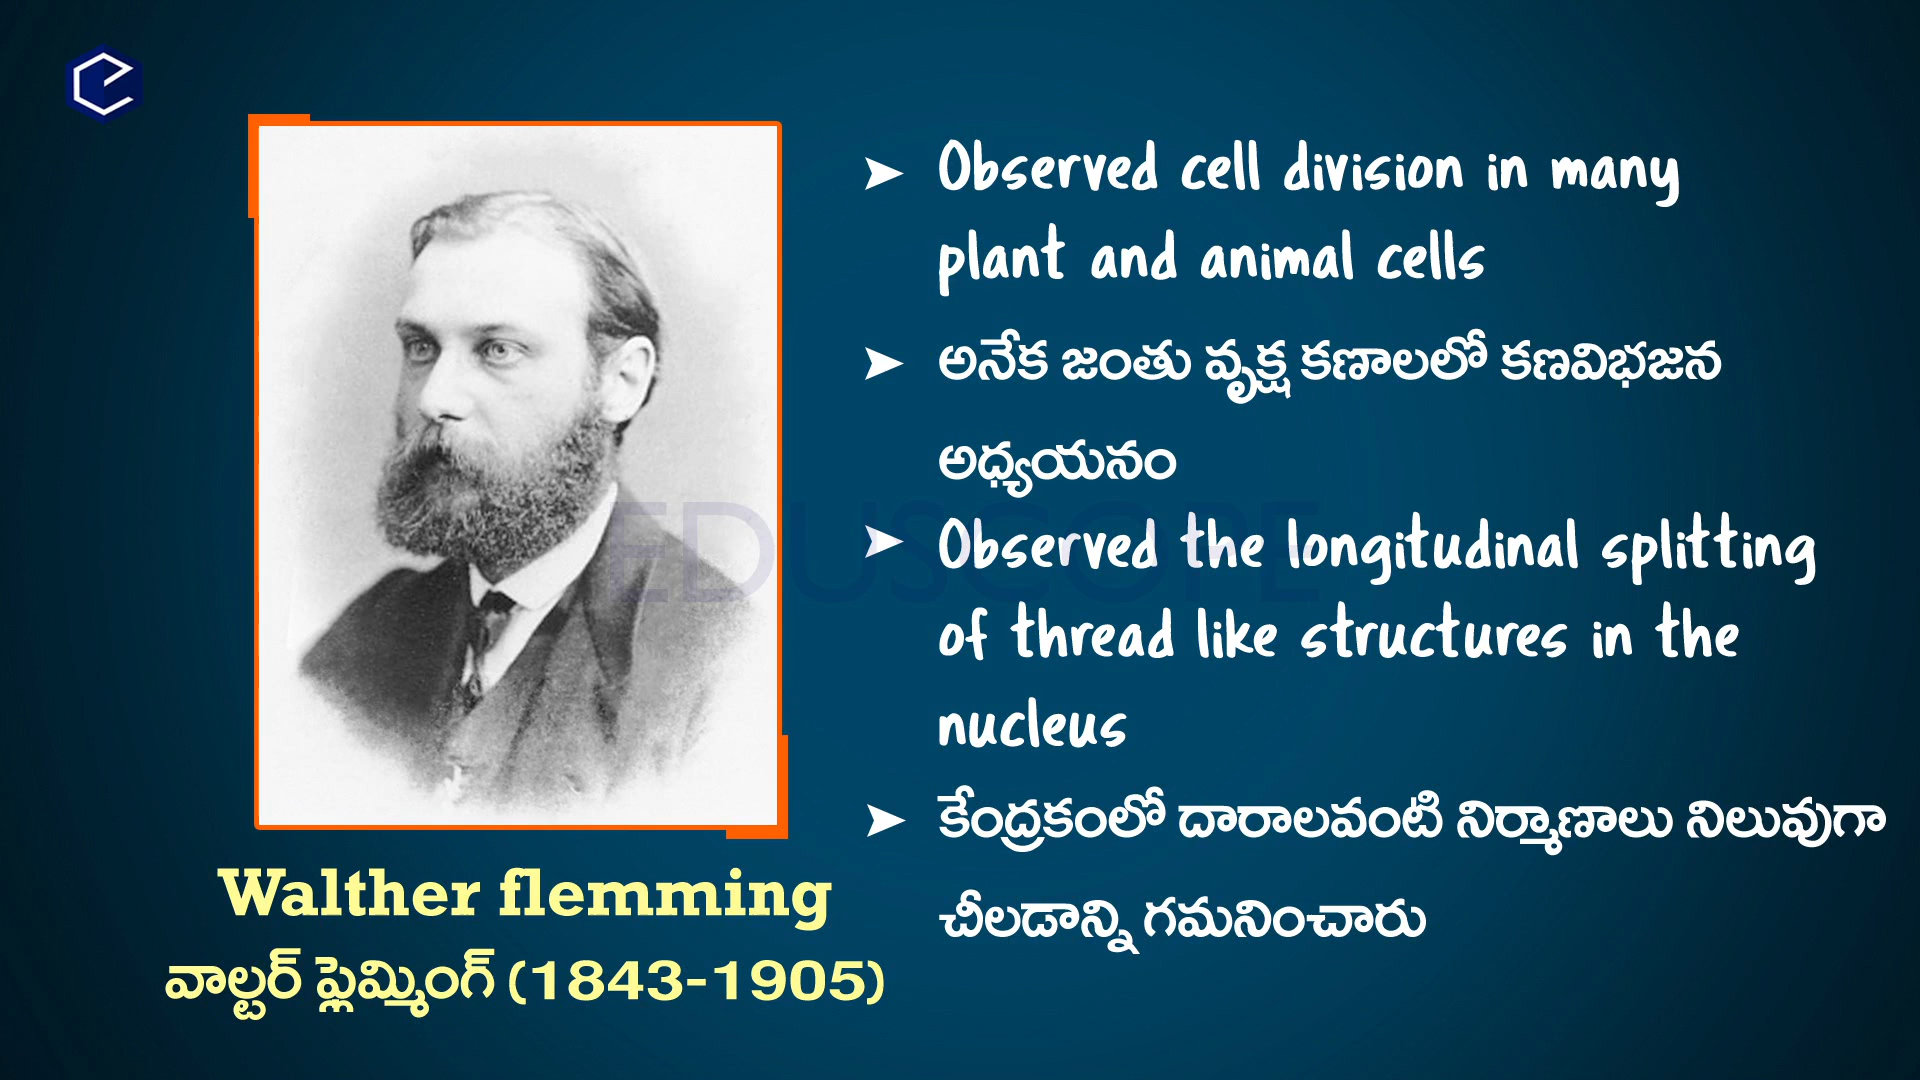 Observed cell division in many
plant and animal cells
అనేక జంతు వృక్ష కణాలలో కణవిభజన
అధ్యయనం
Observed the longitudinal splitting
of thread like structures in the
nucleus
కేంద్రకంలో దారాలవంటి నిర్మాణాలు నిలువుగా
చీలడాన్ని గమనించారు
EDUSCOPE
Walther flemming
వాల్టర్ ఫ్లెమ్మింగ్ (1843-1905)